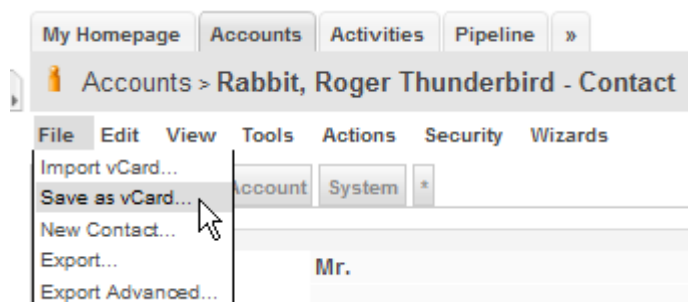 My Homepage Accounts Activities Pipeline »
Accounts > Rabbit, Roger Thunderbird - Contact
File Edit View Tools Actions Security Wizards
Import vCard...
Save as vCard... Account System *
New Contact...
Export... Mr.
Export Advanced...